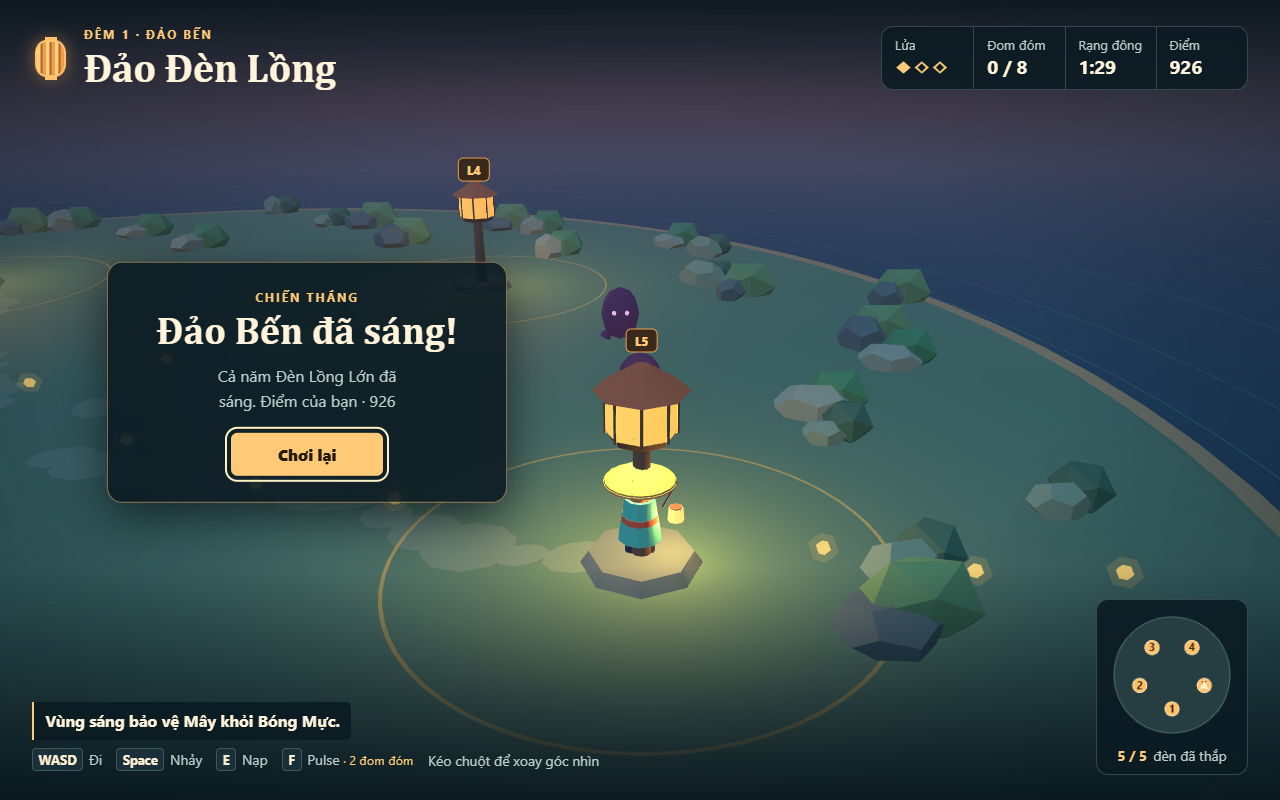 ĐÊM 1 · ĐẢO BẾN
Đảo Đèn Lồng
Lửa
Đom đóm
0 / 8
Rạng đông
1:29
Điểm
926
L4
L5
CHIẾN THẮNG
Đảo Bến đã sáng!
Cả năm Đèn Lồng Lớn đã
sáng. Điểm của bạn · 926
Chơi lại
Vùng sáng bảo vệ Mây khỏi Bóng Mực.
WASD Đi Space Nhảy E Nạp F Pulse · 2 đom đóm Kéo chuột để xoay góc nhìn
3 4
2
1
5 / 5 đèn đã thắp